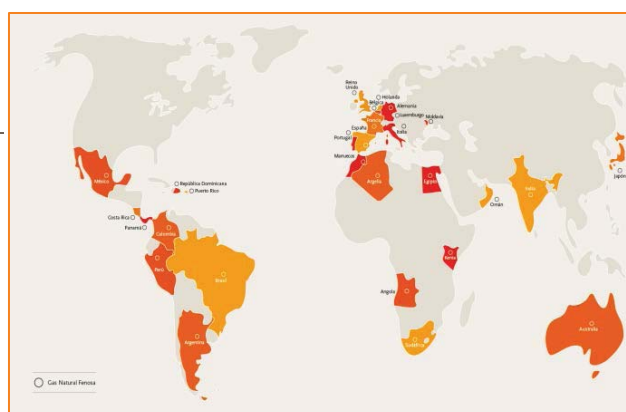 Reino
Unido
Holanda
Bélgica
Alemania
Luxemburgo
Francia
Moldavia
España
Italia
Portugal
Marruecos
Argelia
Egipto
India
Omán
Japón
México
República Dominicana
Puerto Rico
Costa Rica
Panamá
Colombia
Perú
Brasil
Kenia
Angola
Sudáfrica
Australia
Argentina
Gas Natural Fenosa